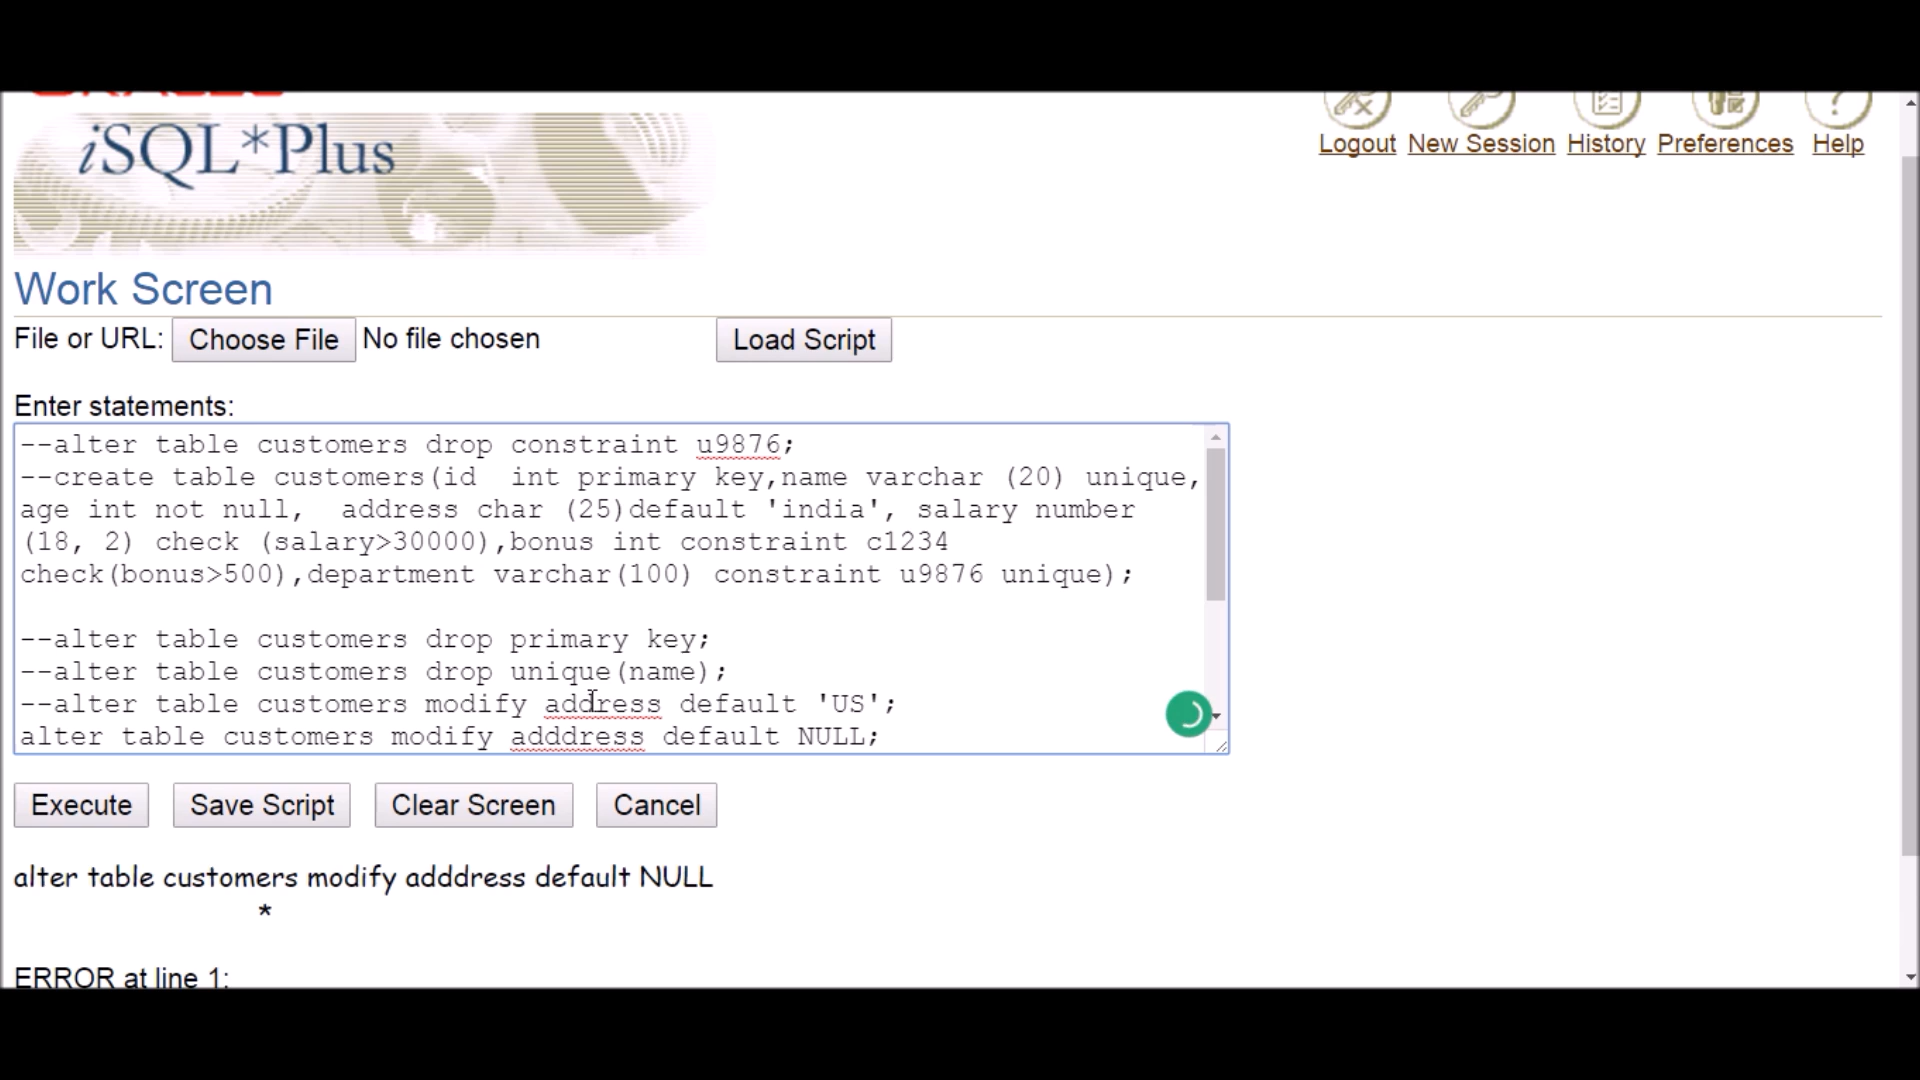 iSQL*Plus
Logout New Session History Preferences Help
Work Screen
File or URL: Choose File No file chosen Load Script
Enter statements:
--alter table customers drop constraint u9876;
--create table customers(id  int primary key,name varchar (20) unique,
age int not null,  address char (25)default 'india', salary number
(18, 2) check (salary>30000),bonus int constraint c1234
check(bonus>500),department varchar(100) constraint u9876 unique);
--alter table customers drop primary key;
--alter table customers drop unique(name);
--alter table customers modify address default 'US';
alter table customers modify adddress default NULL;
Execute Save Script Clear Screen Cancel
alter table customers modify adddress default NULL
*
ERROR at line 1: